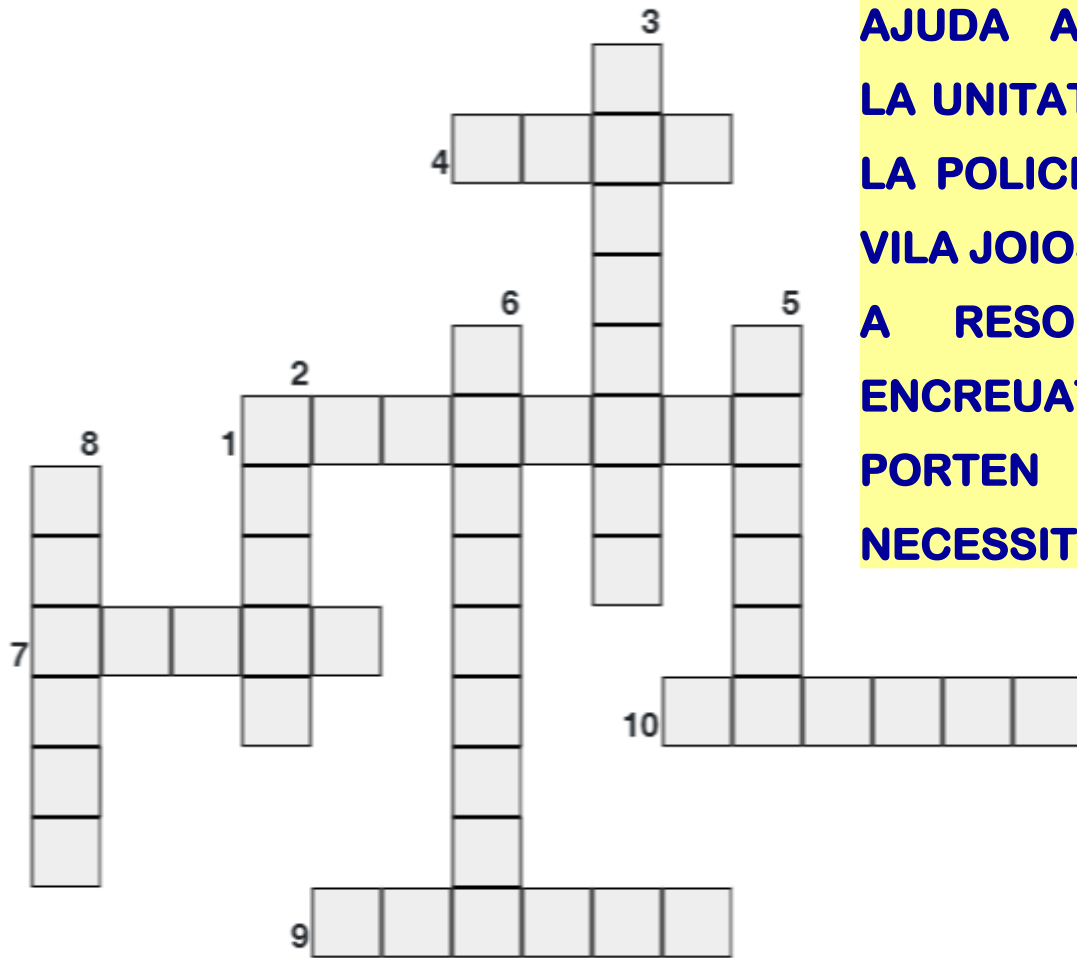 AJUDA A
LA UNITAT
LA POLICI
VILA JOIO
A RESO
ENCREUAT
PORTEN
NECESSIT
3
4
6
5
2
8
1
7
10
9